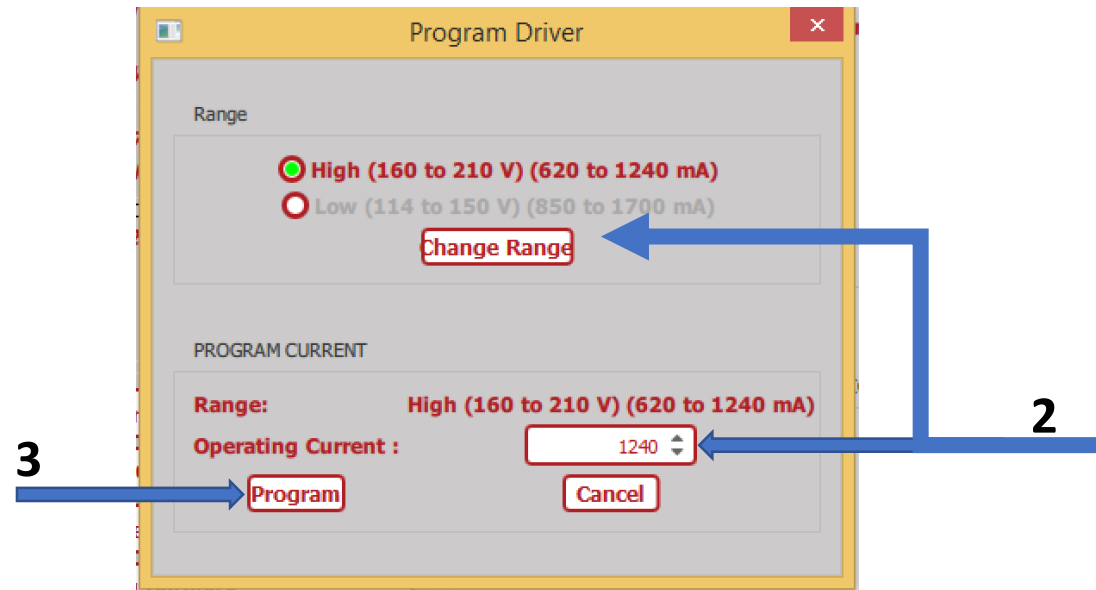 Program Driver
Range
High (160 to 210 V) (620 to 1240 mA)
Low (114 to 150 V) (850 to 1700 mA)
Change Range
PROGRAM CURRENT
Range: High (160 to 210 V) (620 to 1240 mA)
2
Operating Current : 1240
3
Program Cancel